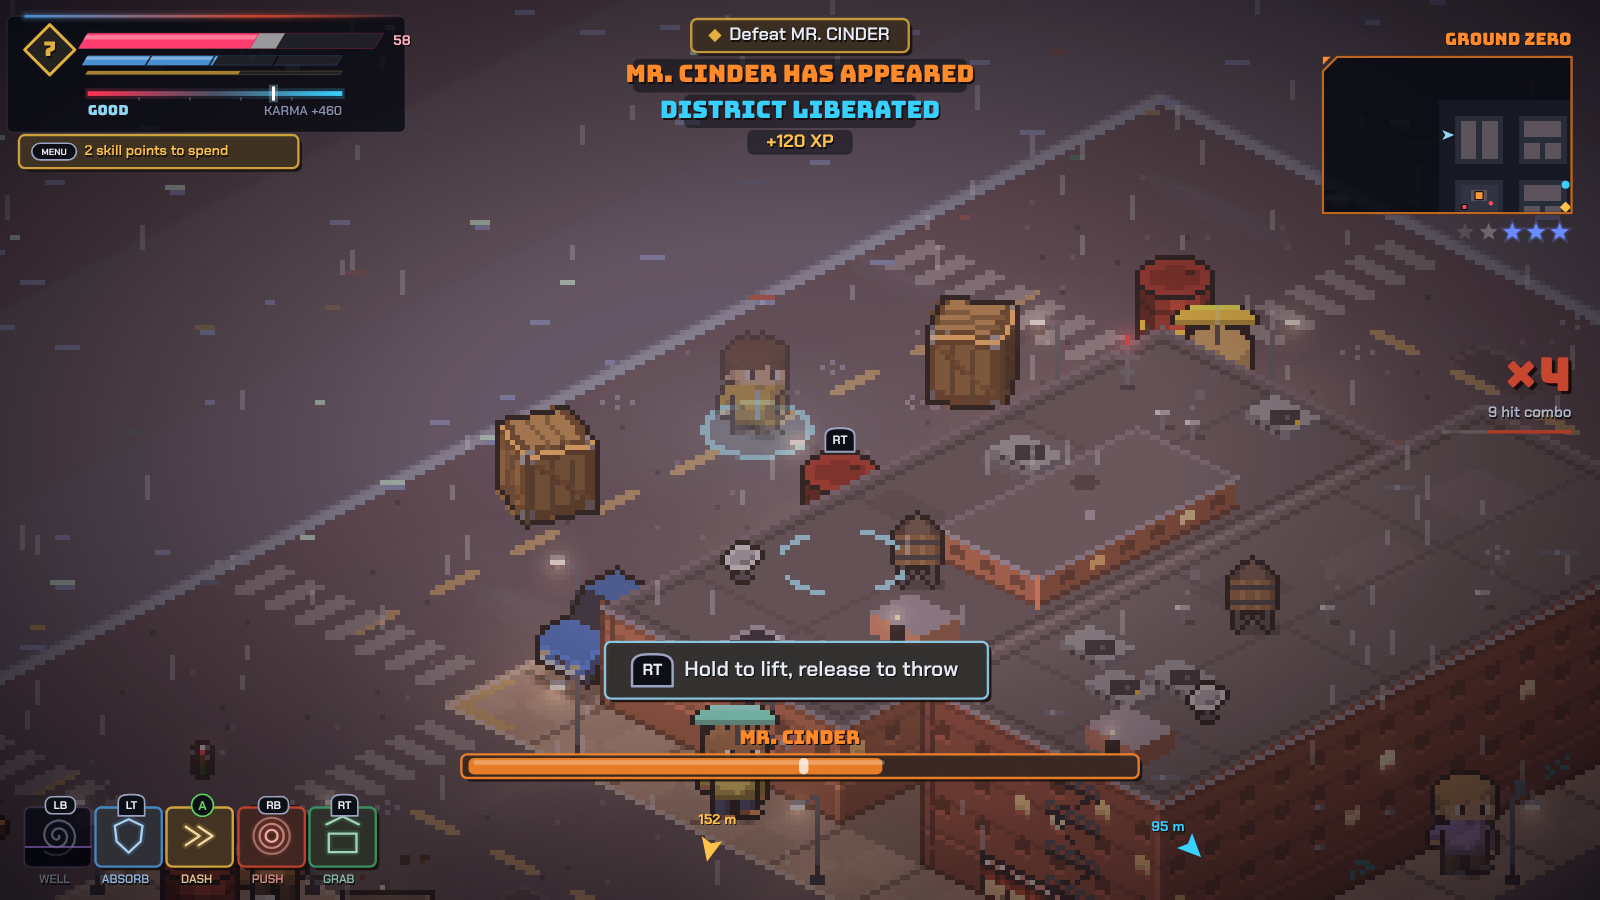 7
58
GOOD
KARMA +460
MENU 2 skill points to spend
Defeat MR. CINDER
MR. CINDER HAS APPEARED
DISTRICT LIBERATED
+120 XP
GROUND ZERO
×4
9 hit combo
RT
RT Hold to lift, release to throw
MR. CINDER
152 m
95 m
LB
LT
A
RB
RT
WELL
ABSORB
DASH
PUSH
GRAB